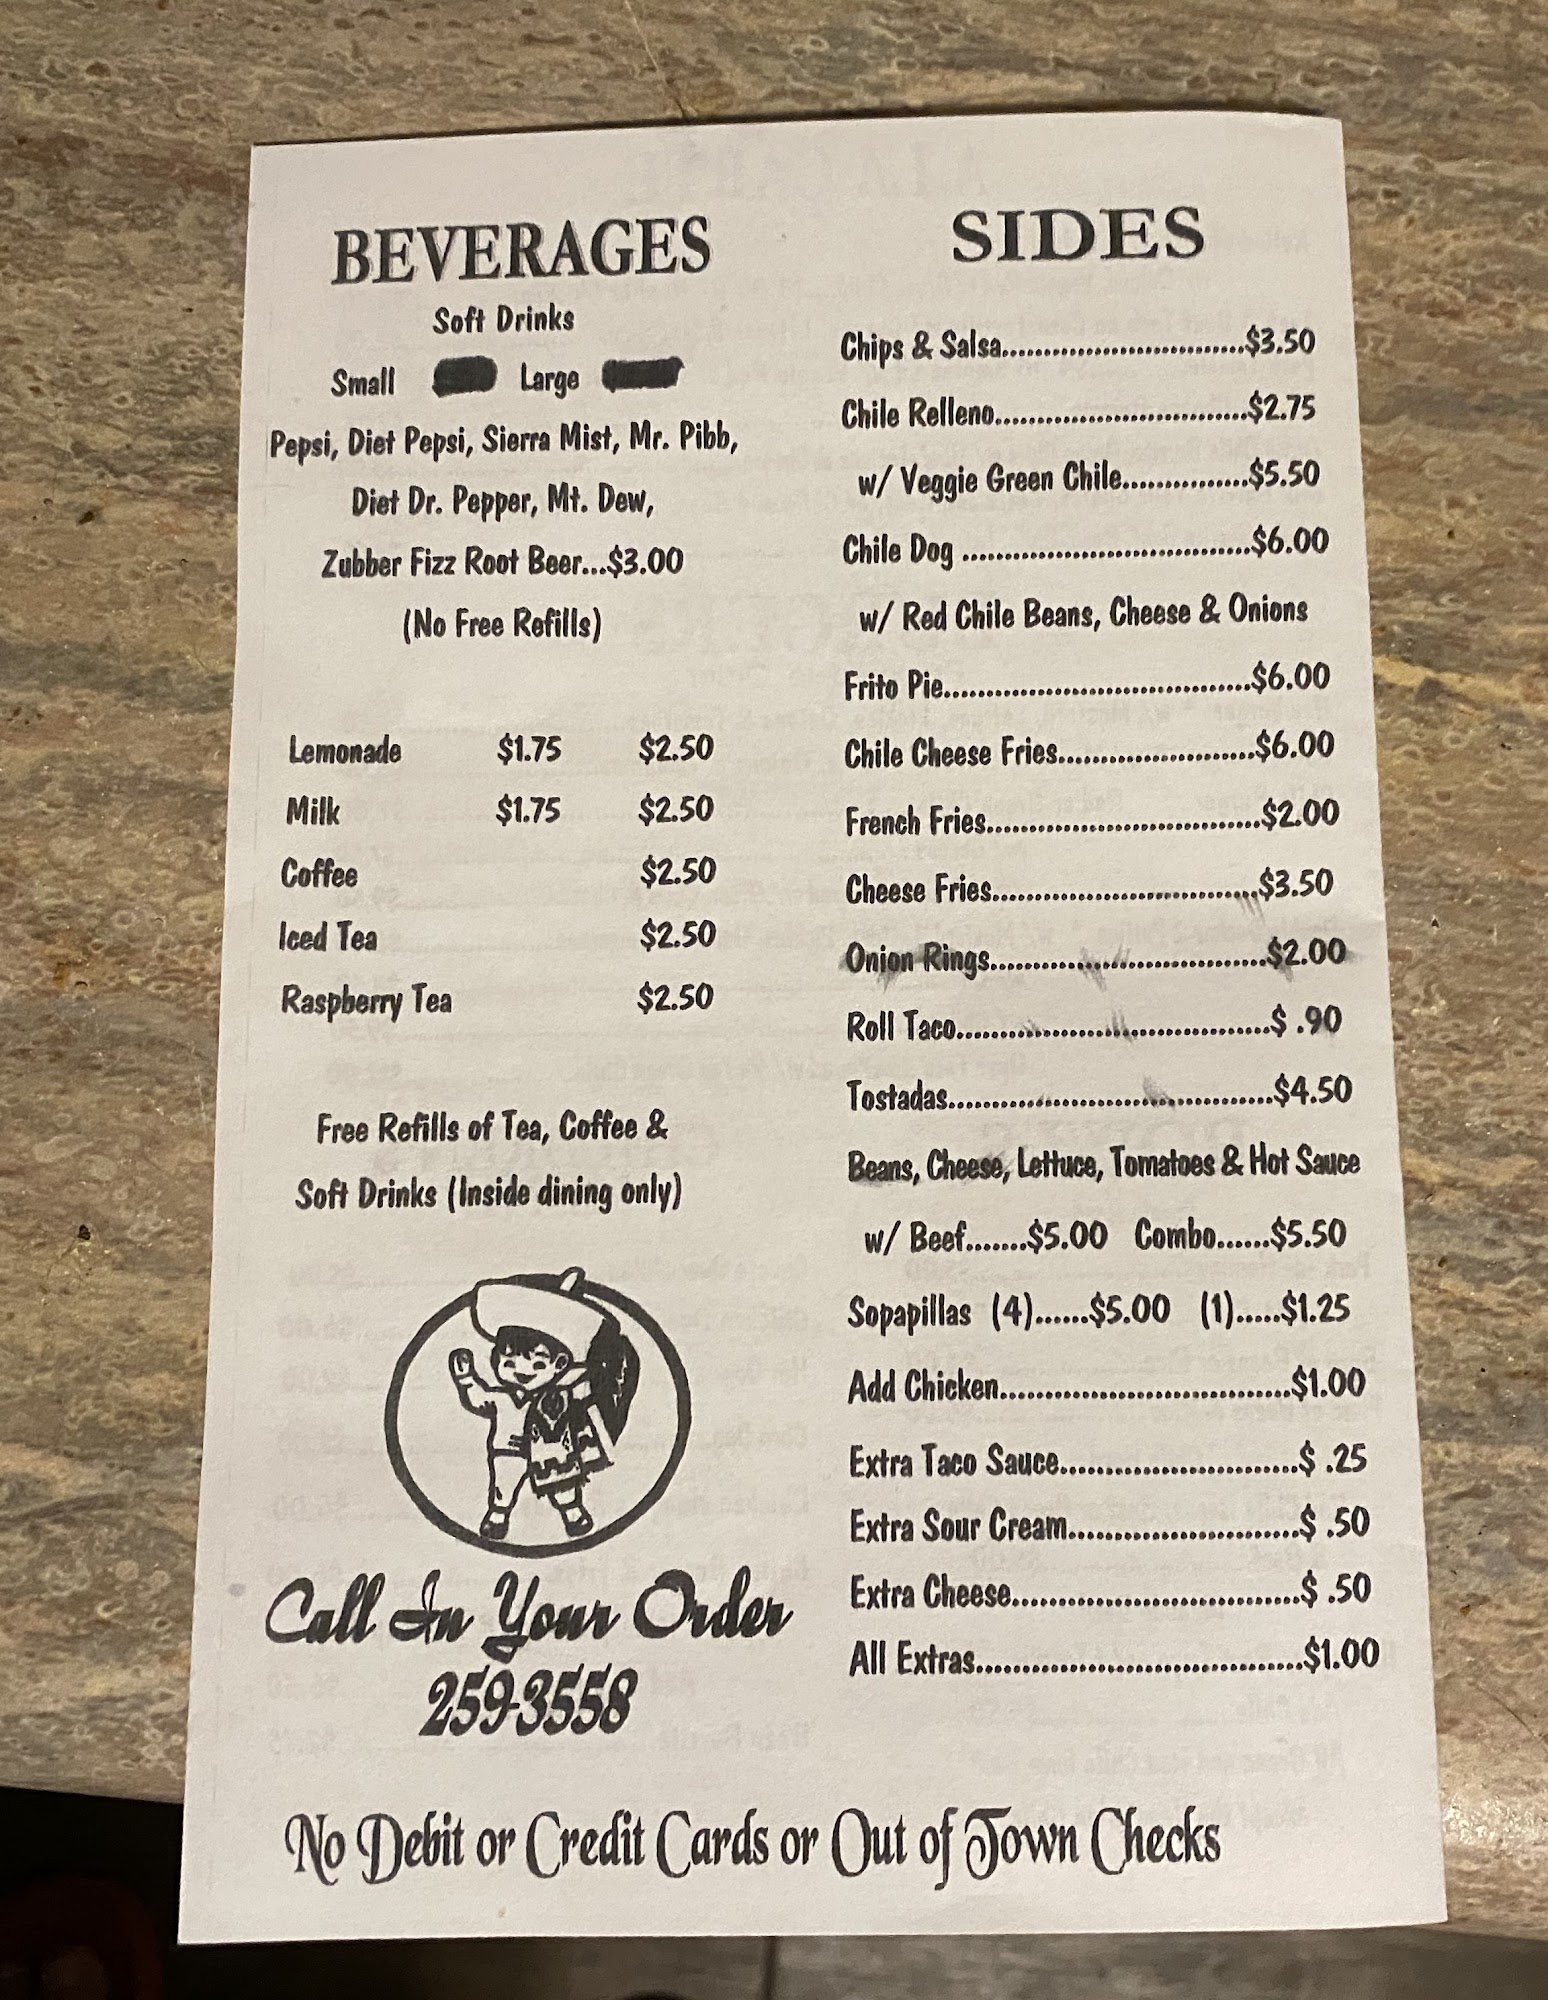 BEVERAGES
Soft Drinks
Small Large
Pepsi, Diet Pepsi, Sierra Mist, Mr. Pibb,
Diet Dr. Pepper, Mt. Dew,
Zubber Fizz Root Beer...$3.00
(No Free Refills)
Lemonade $1.75 $2.50
Milk $1.75 $2.50
Coffee $2.50
Iced Tea $2.50
Raspberry Tea $2.50
Free Refills of Tea, Coffee &
Soft Drinks (Inside dining only)
Call In Your Order
259-3558
SIDES
Chips & Salsa.............................$3.50
Chile Relleno..............................$2.75
w/ Veggie Green Chile...............$5.50
Chile Dog ..................................$6.00
w/ Red Chile Beans, Cheese & Onions
Frito Pie.....................................$6.00
Chile Cheese Fries.......................$6.00
French Fries.................................$2.00
Cheese Fries................................$3.50
Onion Rings.................................$2.00
Roll Taco.....................................$ .90
Tostadas......................................$4.50
Beans, Cheese, Lettuce, Tomatoes & Hot Sauce
w/ Beef.......$5.00 Combo......$5.50
Sopapillas (4)......$5.00 (1).....$1.25
Add Chicken..................................$1.00
Extra Taco Sauce............................$ .25
Extra Sour Cream...........................$ .50
Extra Cheese..................................$ .50
All Extras......................................$1.00
No Debit or Credit Cards or Out of Town Checks